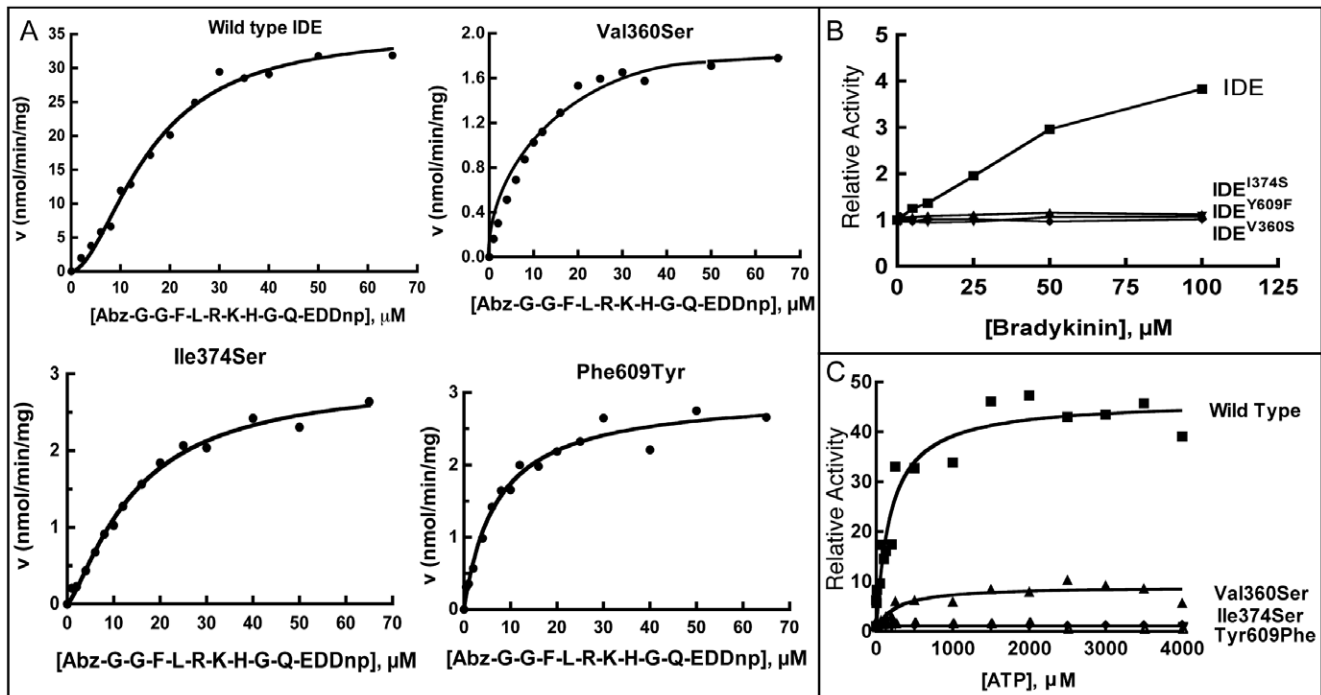 A
Wild type IDE
v (nmol/min/mg)
35
30
25
20
15
10
5
0
0 10 20 30 40 50 60 70
[Abz-G-G-F-L-R-K-H-G-Q-EDDnp], μM
Val360Ser
v (nmol/min/mg)
2.0
1.6
1.2
0.8
0.4
0.0
0 10 20 30 40 50 60 70
[Abz-G-G-F-L-R-K-H-G-Q-EDDnp], μM
Ile374Ser
v (nmol/min/mg)
3
2
1
0
0 10 20 30 40 50 60 70
[Abz-G-G-F-L-R-K-H-G-Q-EDDnp], μM
Phe609Tyr
v (nmol/min/mg)
3
2
1
0
0 10 20 30 40 50 60 70
[Abz-G-G-F-L-R-K-H-G-Q-EDDnp], μM
B
Relative Activity
5
4
3
2
1
0
IDE
IDE^I374S
IDE^Y609F
IDE^V360S
0 25 50 75 100 125
[Bradykinin], μM
C
Relative Activity
50
40
30
20
10
0
Wild Type
Val360Ser
Ile374Ser
Tyr609Phe
0 1000 2000 3000 4000
[ATP], μM